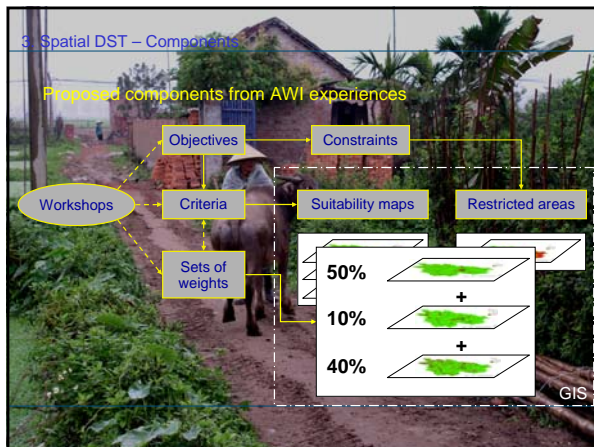 3. Spatial DST – Components
Proposed components from AWI experiences
Objectives
Constraints
Workshops
Criteria
Suitability maps
Restricted areas
Sets of
weights
50%
+
10%
+
40%
GIS